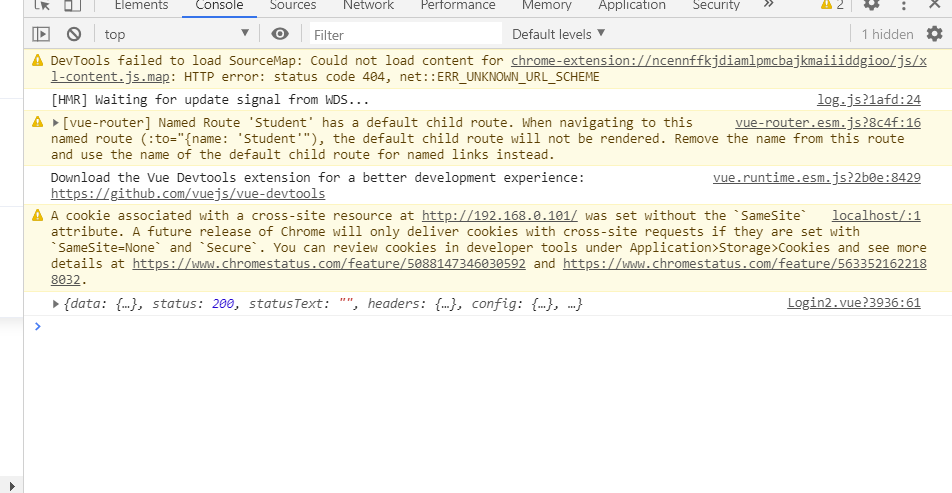 Elements Console Sources Network Performance Memory Application Security » 2
top Filter Default levels 1 hidden
DevTools failed to load SourceMap: Could not load content for chrome-extension://ncennffkjdiamlpmcbajkmaiiiddgioo/js/x
l-content.js.map: HTTP error: status code 404, net::ERR_UNKNOWN_URL_SCHEME
[HMR] Waiting for update signal from WDS... log.js?1afd:24
[vue-router] Named Route 'Student' has a default child route. When navigating to this vue-router.esm.js?8c4f:16
named route (:to="{name: 'Student'"), the default child route will not be rendered. Remove the name from this route
and use the name of the default child route for named links instead.
Download the Vue Devtools extension for a better development experience: vue.runtime.esm.js?2b0e:8429
https://github.com/vuejs/vue-devtools
A cookie associated with a cross-site resource at http://192.168.0.101/ was set without the `SameSite` localhost/:1
attribute. A future release of Chrome will only deliver cookies with cross-site requests if they are set with
`SameSite=None` and `Secure`. You can review cookies in developer tools under Application>Storage>Cookies and see more
details at https://www.chromestatus.com/feature/5088147346030592 and https://www.chromestatus.com/feature/563352162218
8032.
{data: {…}, status: 200, statusText: "", headers: {…}, config: {…}, …} Login2.vue?3936:61